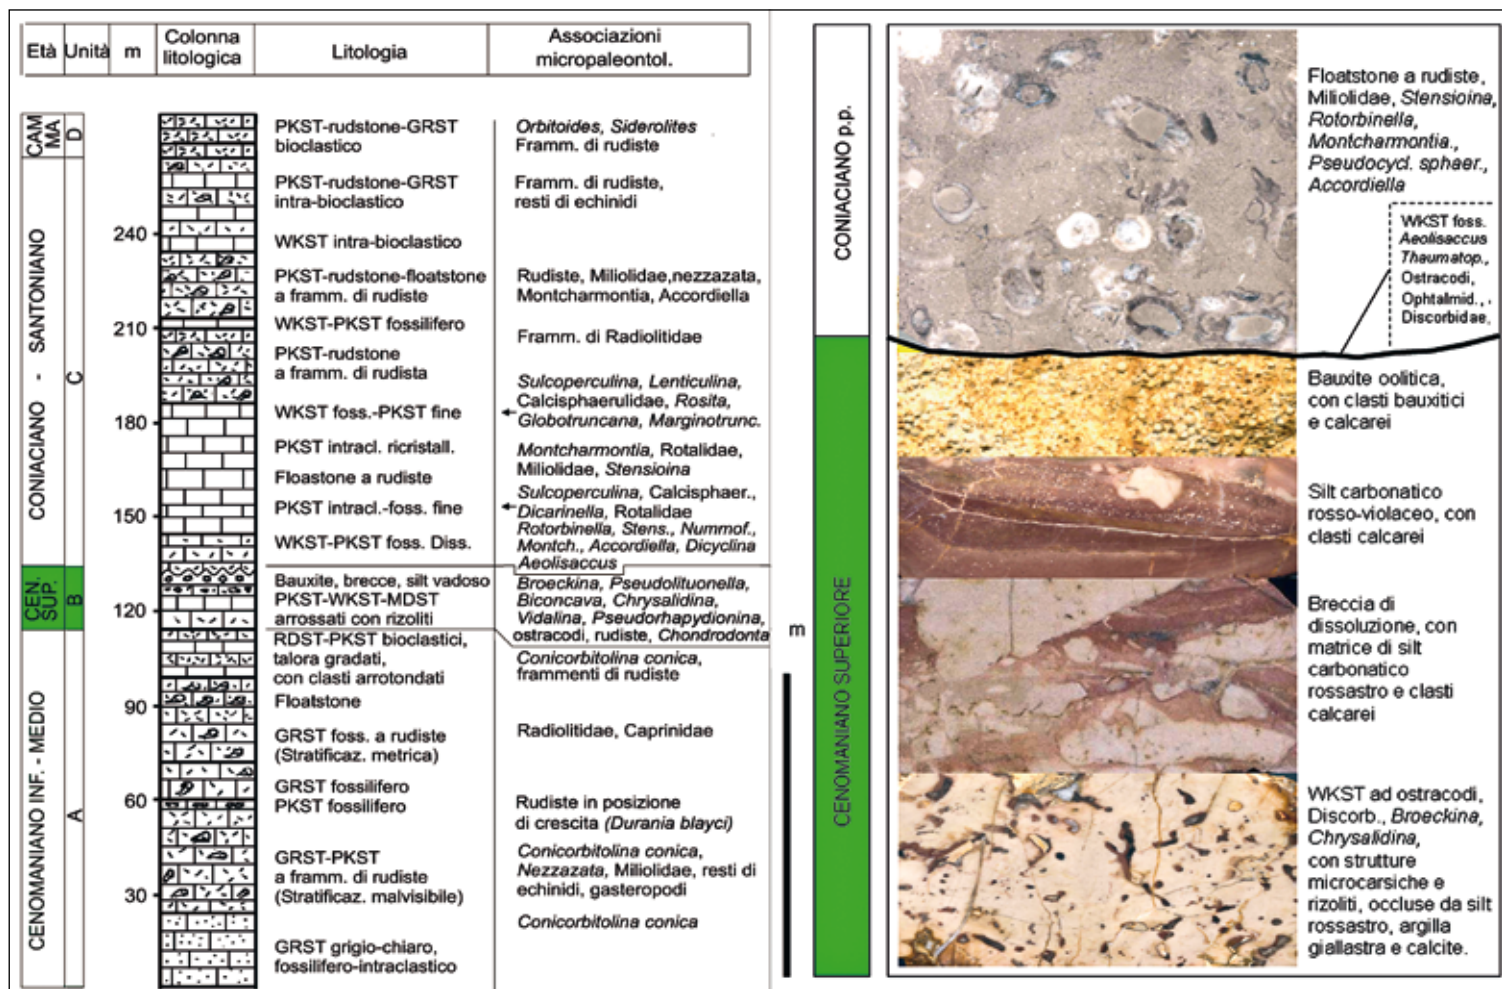 Età
Unità
m
Colonna
litologica
Litologia
Associazioni
micropaleontol.
CAM
MA
D
CONIACIANO - SANTONIANO
C
CEN.
SUP.
B
CENOMANIANO INF. - MEDIO
A
240
210
180
150
120
90
60
30
PKST-rudstone-GRST
bioclastico
PKST-rudstone-GRST
intra-bioclastico
WKST intra-bioclastico
PKST-rudstone-floatstone
a framm. di rudiste
WKST-PKST fossilifero
PKST-rudstone
a framm. di rudista
WKST foss.-PKST fine
PKST intracl. ricristall.
Floastone a rudiste
PKST intracl.-foss. fine
WKST-PKST foss. Diss.
Bauxite, brecce, silt vadoso
PKST-WKST-MDST
arrossati con rizoliti
RDST-PKST bioclastici,
talora gradati,
con clasti arrotondati
Floatstone
GRST foss. a rudiste
(Stratificaz. metrica)
GRST fossilifero
PKST fossilifero
GRST-PKST
a framm. di rudiste
(Stratificaz. malvisibile)
GRST grigio-chiaro,
fossilifero-intraclastico
Orbitoides, Siderolites
Framm. di rudiste
Framm. di rudiste,
resti di echinidi
Rudiste, Miliolidae,nezzazata,
Montcharmontia, Accordiella
Framm. di Radiolitidae
Sulcoperculina, Lenticulina,
Calcisphaerulidae, Rosita,
Globotruncana, Marginotrunc.
Montcharmontia, Rotalidae,
Miliolidae, Stensioina
Sulcoperculina, Calcisphaer.,
Dicarinella, Rotalidae
Rotorbinella, Stens., Nummof.,
Montch., Accordiella, Dicyclina
Aeolisaccus
Broeckina, Pseudolituonella,
Biconcava, Chrysalidina,
Vidalina, Pseudorhapydionina,
ostracodi, rudiste, Chondrodonta
Conicorbitolina conica,
frammenti di rudiste
Radiolitidae, Caprinidae
Rudiste in posizione
di crescita (Durania blayci)
Conicorbitolina conica,
Nezzazata, Miliolidae, resti di
echinidi, gasteropodi
Conicorbitolina conica
m
CONIACIANO p.p.
CENOMANIANO SUPERIORE
Floatstone a rudiste,
Miliolidae, Stensioina,
Rotorbinella,
Montcharmontia.,
Pseudocycl. sphaer.,
Accordiella
WKST foss.
Aeolisaccus
Thaumatop.,
Ostracodi,
Ophtalmid., .
Discorbidae,
Bauxite oolitica,
con clasti bauxitici
e calcarei
Silt carbonatico
rosso-violaceo, con
clasti calcarei
Breccia di
dissoluzione, con
matrice di silt
carbonatico
rossastro e clasti
calcarei
WKST ad ostracodi,
Discorb., Broeckina,
Chrysalidina,
con strutture
microcarsiche e
rizoliti, occluse da silt
rossastro, argilla
giallastra e calcite.